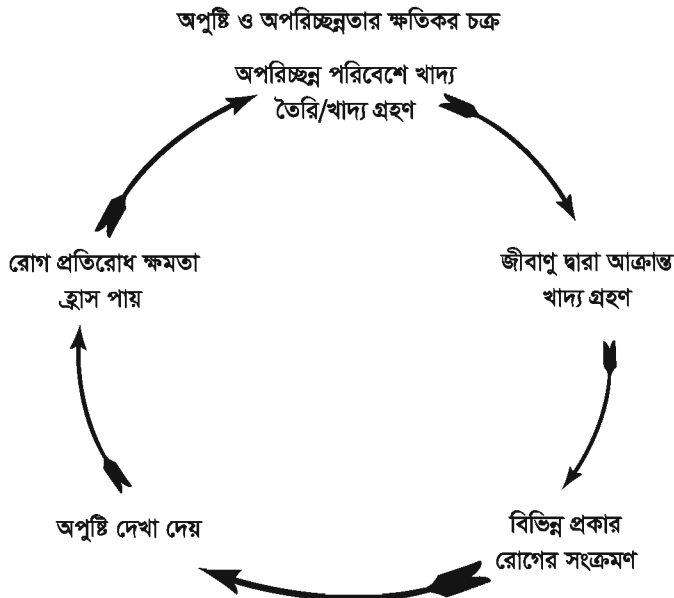 অপুষ্টি ও অপরিচ্ছন্নতার ক্ষতিকর চক্র
অপরিচ্ছন্ন পরিবেশে খাদ্য
তৈরি/খাদ্য গ্রহণ
জীবাণু দ্বারা আক্রান্ত
খাদ্য গ্রহণ
বিভিন্ন প্রকার
রোগের সংক্রমণ
অপুষ্টি দেখা দেয়
রোগ প্রতিরোধ ক্ষমতা
হ্রাস পায়